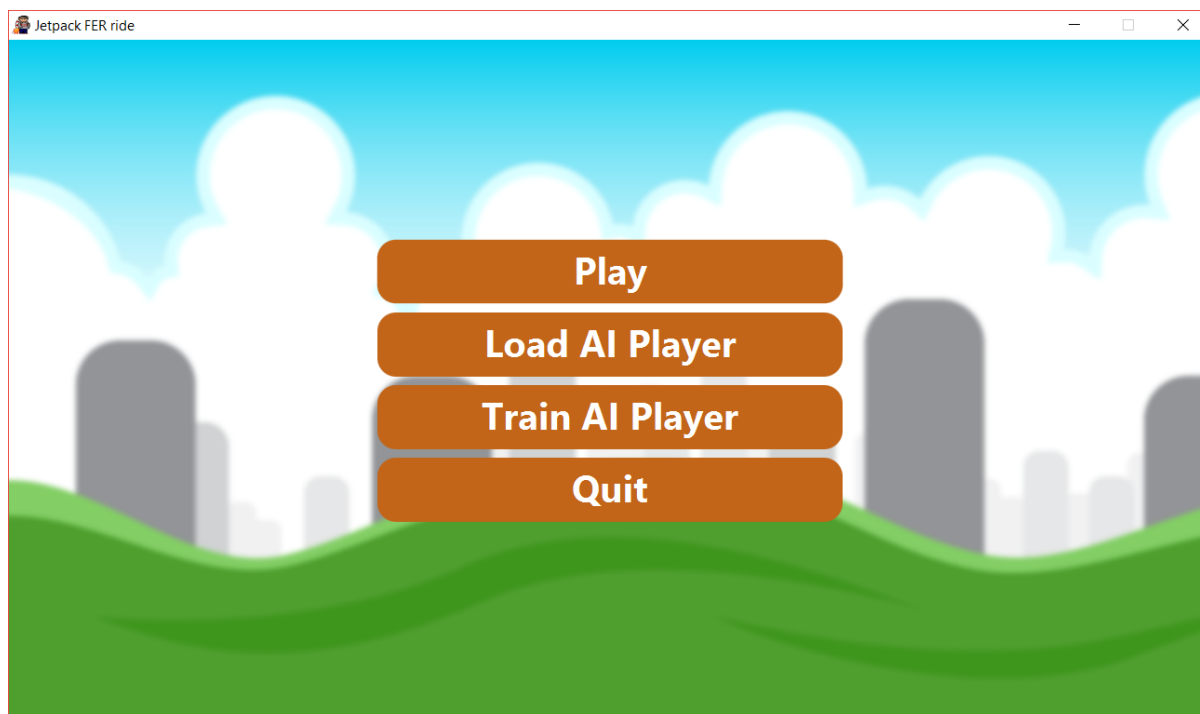 Jetpack FER ride
Play
Load AI Player
Train AI Player
Quit